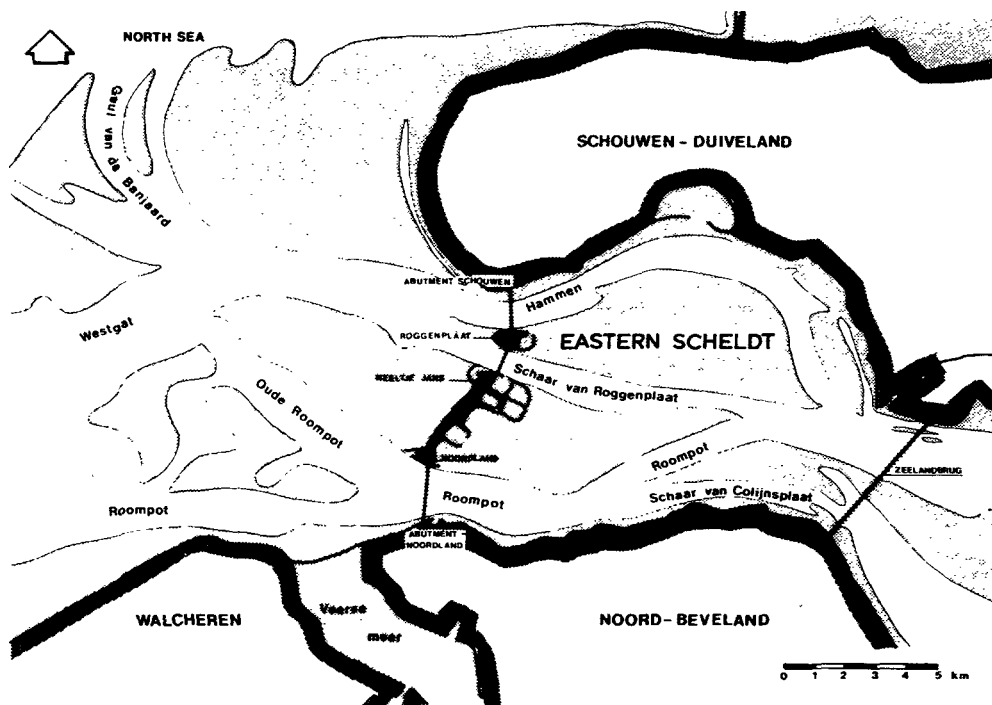 NORTH SEA
Geul van de Banjaard
SCHOUWEN - DUIVELAND
ABUTMENT SCHOUWEN
Hammen
Westgat
ROGGENPLAAT
EASTERN SCHELDT
NEELTJE JANS
Schaar van Roggenplaat
Oude Roompot
NOORDLAND
Roompot
ZEELANDBRUG
Roompot
Schaar van Colijnsplaat
Roompot
ABUTMENT
NOORDLAND
WALCHEREN
Veerse
meer
NOORD-BEVELAND
0 1 2 3 4 5 km